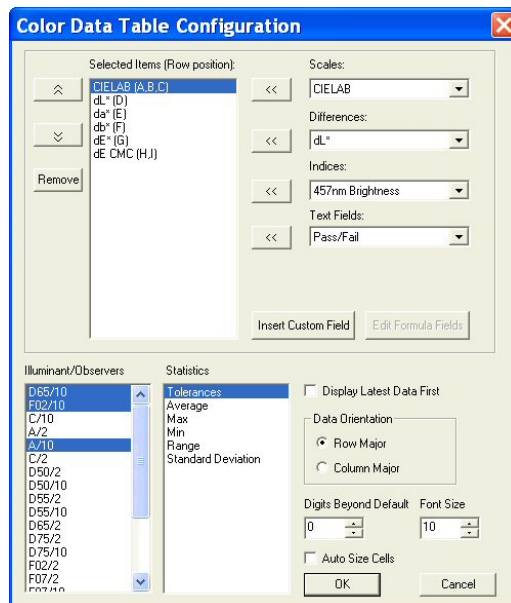 Color Data Table Configuration
Selected Items (Row position):
CIELAB (A,B,C)
dL* (D)
da* (E)
db* (F)
dE* (G)
dE CMC (H,I)
Remove
Scales:
<<
CIELAB
Differences:
<<
dL*
Indices:
<<
457nm Brightness
Text Fields:
<<
Pass/Fail
Insert Custom Field
Edit Formula Fields
Illuminant/Observers
D65/10
F02/10
C/10
A/2
A/10
C/2
D50/2
D50/10
D55/2
D55/10
D65/2
D75/2
D75/10
F02/2
F07/2
F07/10
Statistics
Tolerances
Average
Max
Min
Range
Standard Deviation
Display Latest Data First
Data Orientation
Row Major
Column Major
Digits Beyond Default
0
Font Size
10
Auto Size Cells
OK
Cancel